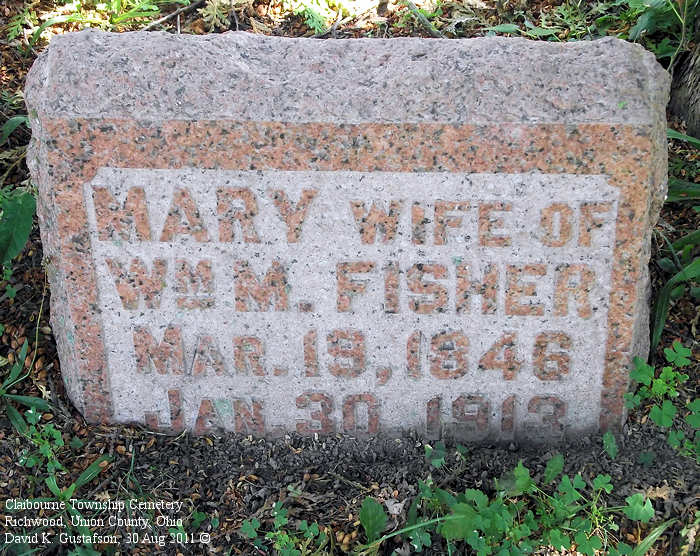 MARY WIFE OF
WM M. FISHER
MAR. 19, 1846
JAN. 30, 1913
Claibourne Township Cemetery
Richwood, Union County, Ohio
David K. Gustafson, 30 Aug 2011 ©